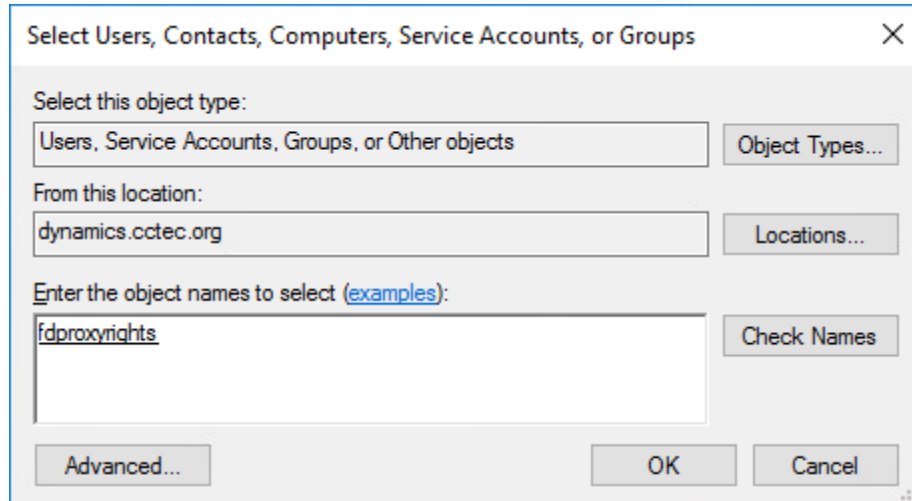 Select Users, Contacts, Computers, Service Accounts, or Groups
Select this object type:
Users, Service Accounts, Groups, or Other objects
Object Types...
From this location:
dynamics.cctec.org
Locations...
Enter the object names to select (examples):
fdproxyrights
Check Names
Advanced...
OK
Cancel